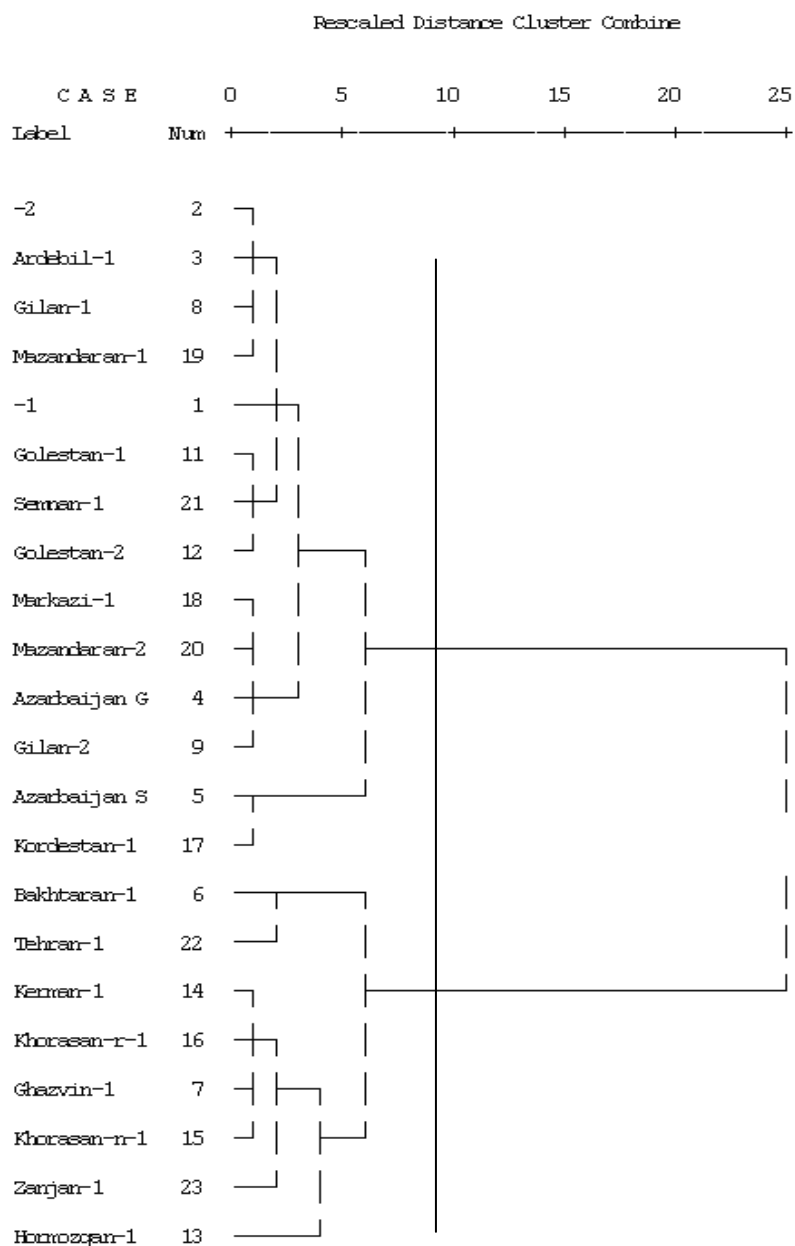 Rescaled Distance Cluster Combine
C A S E 0 5 10 15 20 25
Label Num
-2 2
Ardebil-1 3
Gilan-1 8
Mazandaran-1 19
-1 1
Golestan-1 11
Semnan-1 21
Golestan-2 12
Markazi-1 18
Mazandaran-2 20
Azarbaijan G 4
Gilan-2 9
Azarbaijan S 5
Kordestan-1 17
Bakhtaran-1 6
Tehran-1 22
Kerman-1 14
Khorasan-r-1 16
Ghazvin-1 7
Khorasan-n-1 15
Zanjan-1 23
Hormozgan-1 13